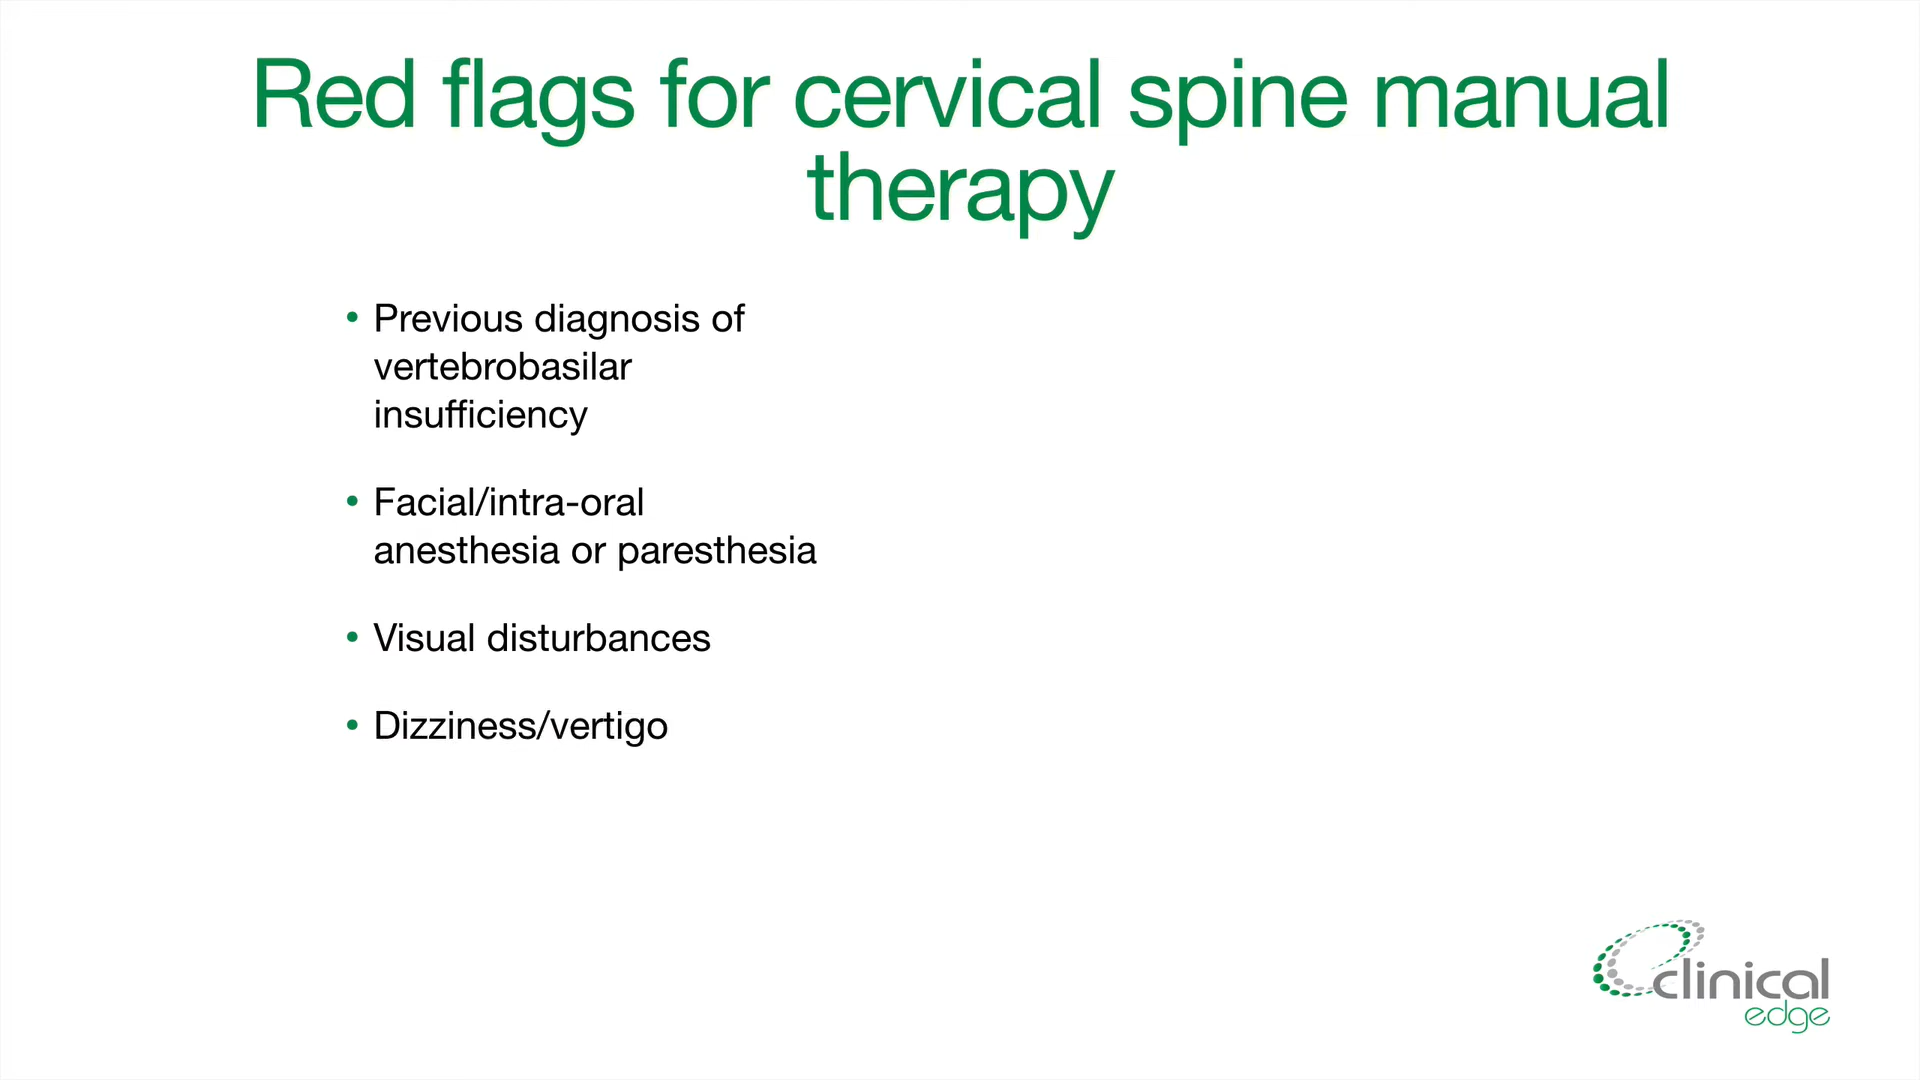 Red flags for cervical spine manual
therapy
• Previous diagnosis of
vertebrobasilar
insufficiency
• Facial/intra-oral
anesthesia or paresthesia
• Visual disturbances
• Dizziness/vertigo
clinical
edge